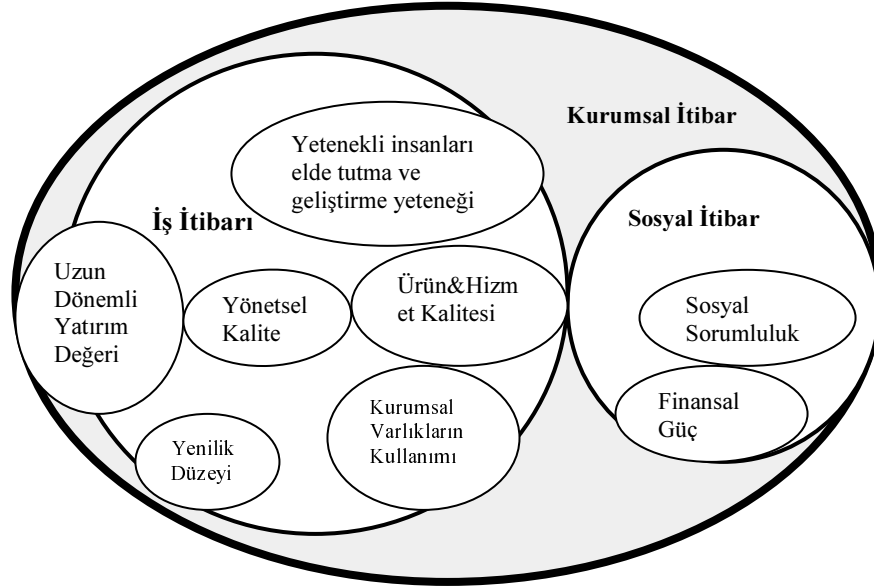 Kurumsal İtibar
Yetenekli insanları
elde tutma ve
geliştirme yeteneği
İş İtibarı
Sosyal İtibar
Uzun
Dönemli
Yatırım
Değeri
Yönetsel
Kalite
Ürün&Hizm
et Kalitesi
Sosyal
Sorumluluk
Yenilik
Düzeyi
Kurumsal
Varlıkların
Kullanımı
Finansal
Güç